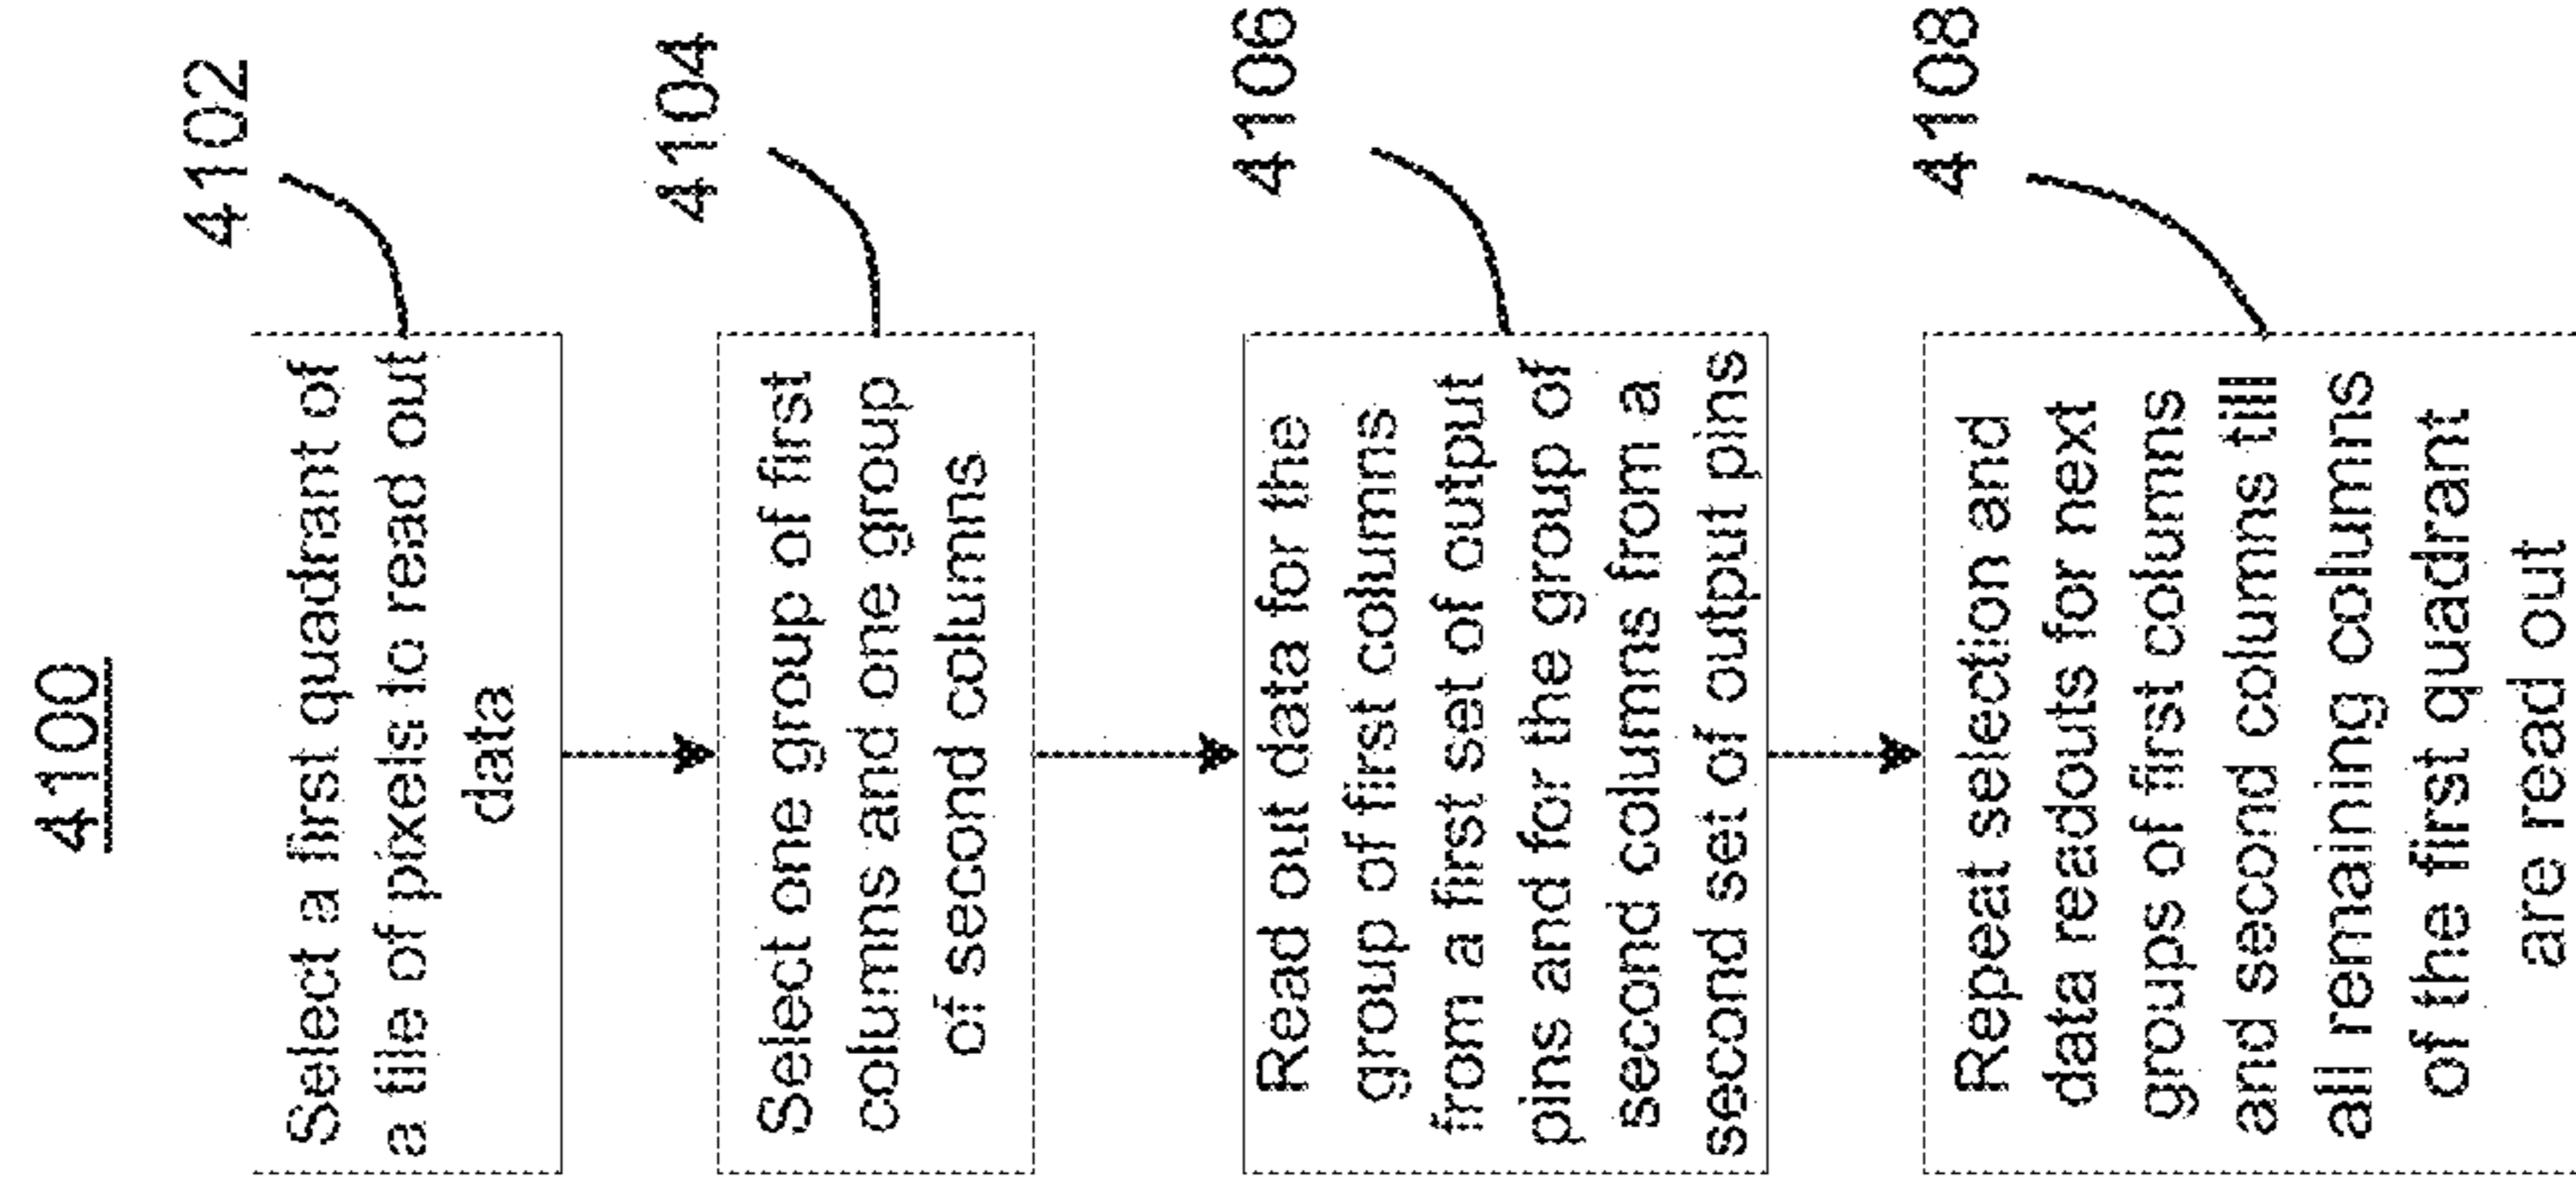 4100
Select a first quadrant of
a tile of pixels to read out
data
4102
Select one group of first
columns and one group
of second columns
4104
Read out data for the
group of first columns
from a first set of output
pins and for the group of
second columns from a
second set of output pins
4106
Repeat selection and
data readouts for next
groups of first columns
and second columns till
all remaining columns
of the first quadrant
are read out
4108